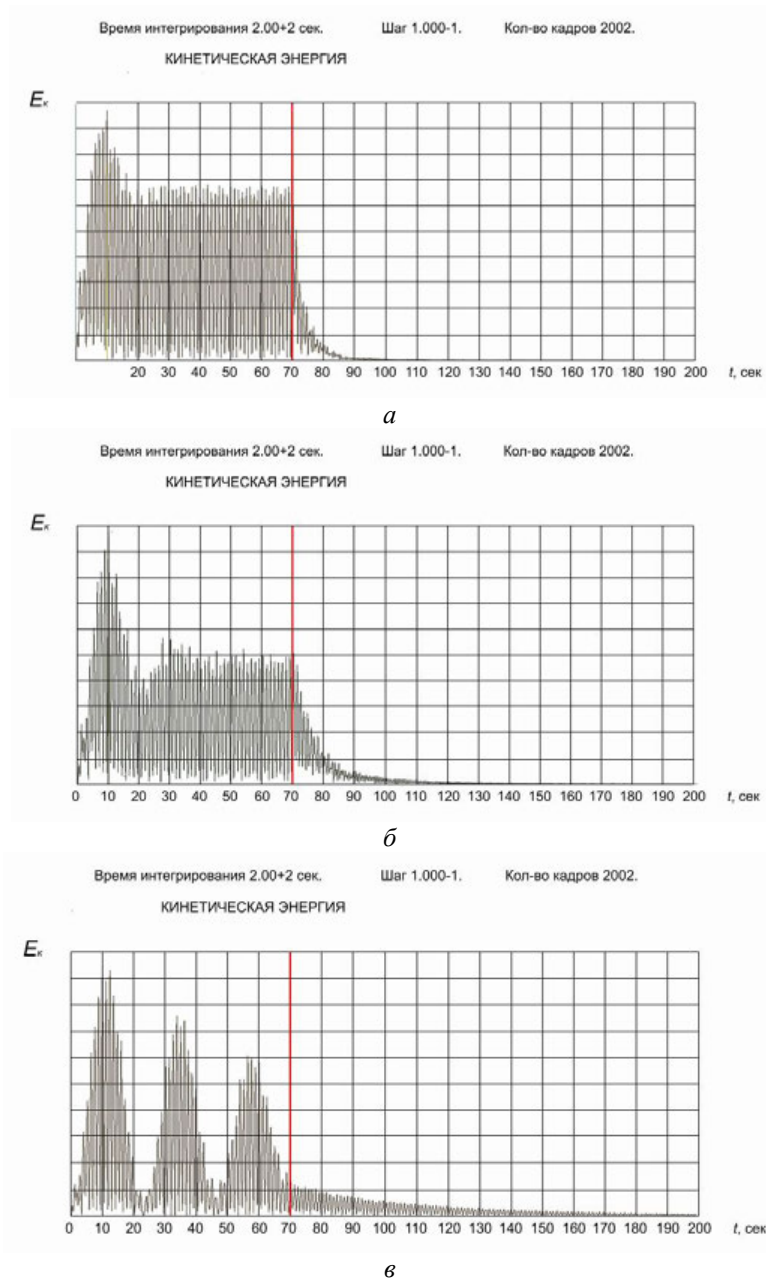 Время интегрирования 2.00+2 сек. Шаг 1.000-1. Кол-во кадров 2002.
КИНЕТИЧЕСКАЯ ЭНЕРГИЯ
Eк
20 30 40 50 60 70 80 90 100 110 120 130 140 150 160 170 180 190 200 t, сек
а
Время интегрирования 2.00+2 сек. Шаг 1.000-1. Кол-во кадров 2002.
КИНЕТИЧЕСКАЯ ЭНЕРГИЯ
Eк
0 10 20 30 40 50 60 70 80 90 100 110 120 130 140 150 160 170 180 190 200 t, сек
б
Время интегрирования 2.00+2 сек. Шаг 1.000-1. Кол-во кадров 2002.
КИНЕТИЧЕСКАЯ ЭНЕРГИЯ
Eк
0 10 20 30 40 50 60 70 80 90 100 110 120 130 140 150 160 170 180 190 200 t, сек
в